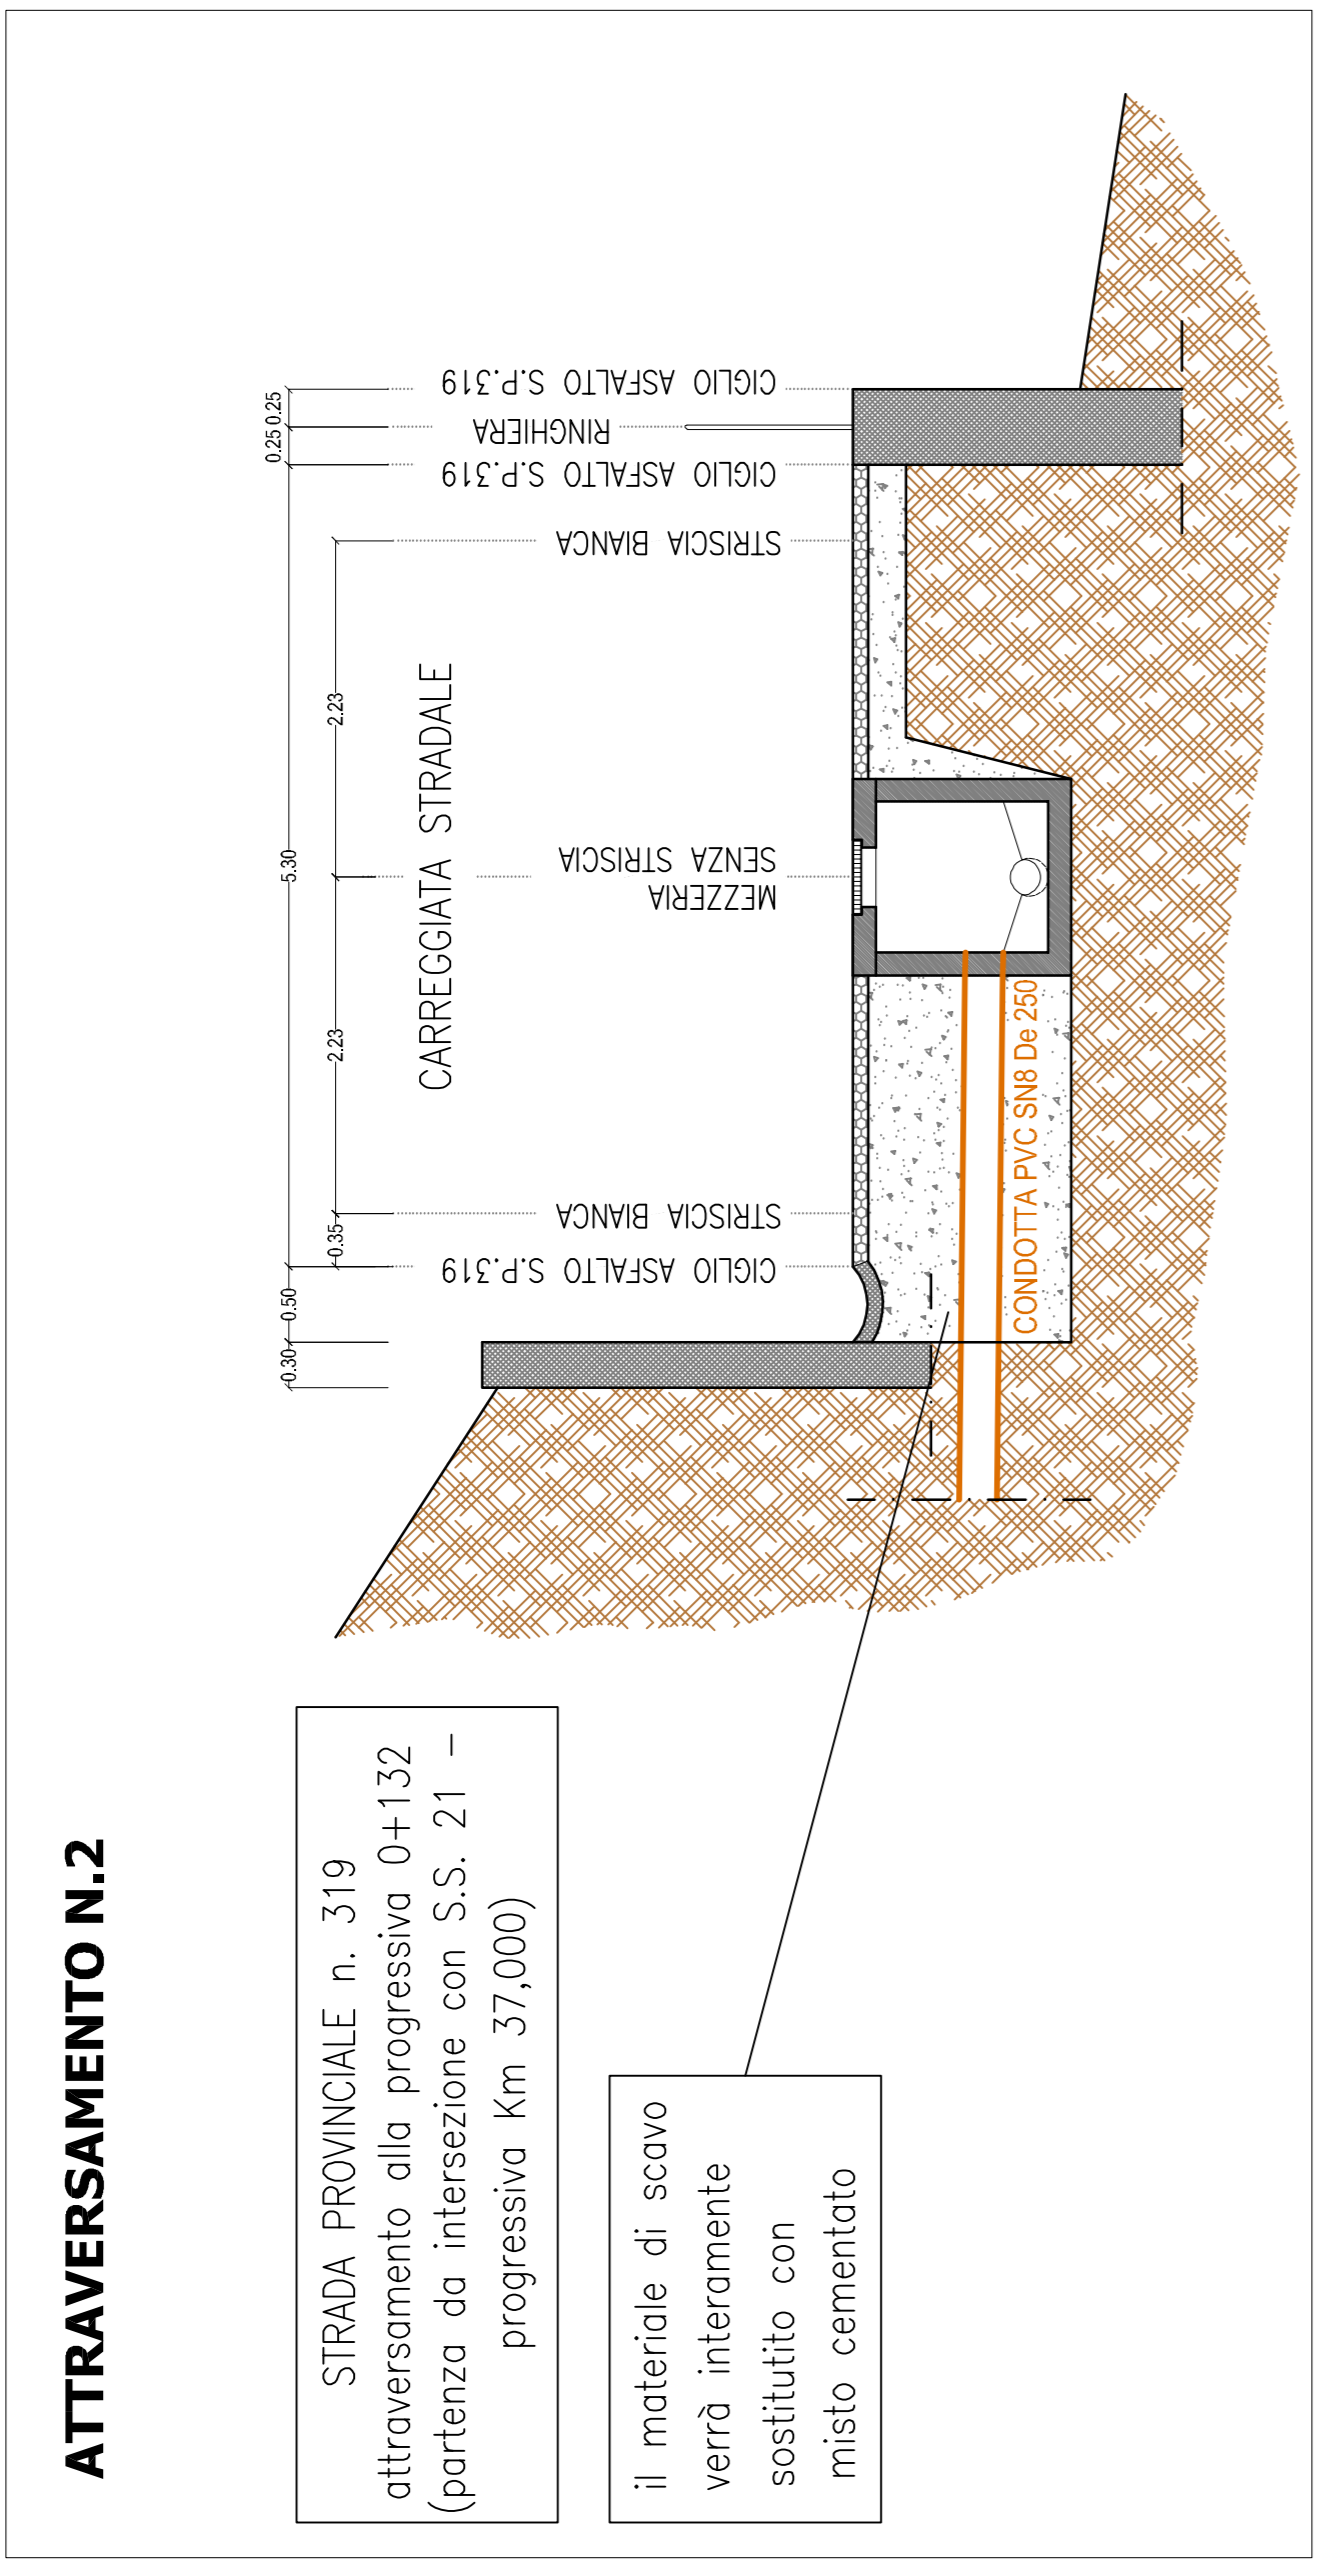 ATTRAVERSAMENTO N.2
STRADA PROVINCIALE n. 319
attraversamento alla progressiva 0+132
(partenza da intersezione con S.S. 21 –
progressiva Km 37,000)
il materiale di scavo
verrà interamente
sostitutito con
misto cementato
0.30
0.50
5.30
0.25
0.25
0.35
2.23
2.23
CARREGGIATA STRADALE
CIGLIO ASFALTO S.P.319
STRISCIA BIANCA
MEZZERIA
SENZA STRISCIA
STRISCIA BIANCA
CIGLIO ASFALTO S.P.319
RINGHIERA
CIGLIO ASFALTO S.P.319
CONDOTTA PVC SN8 De 250